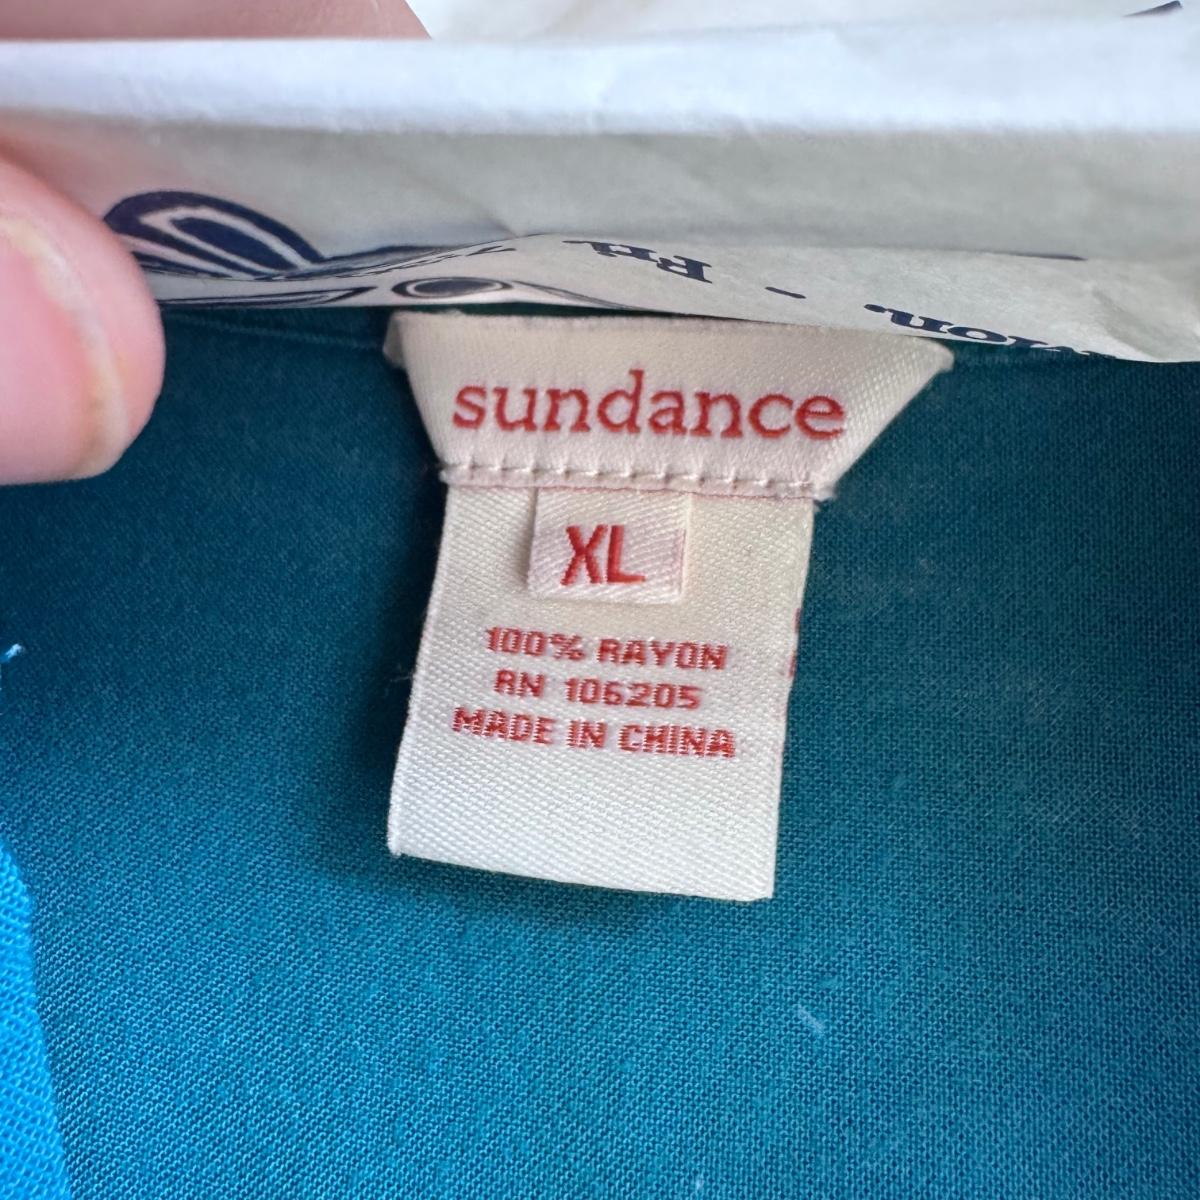 sundance
XL
100% RAYON
RN 106205
MADE IN CHINA